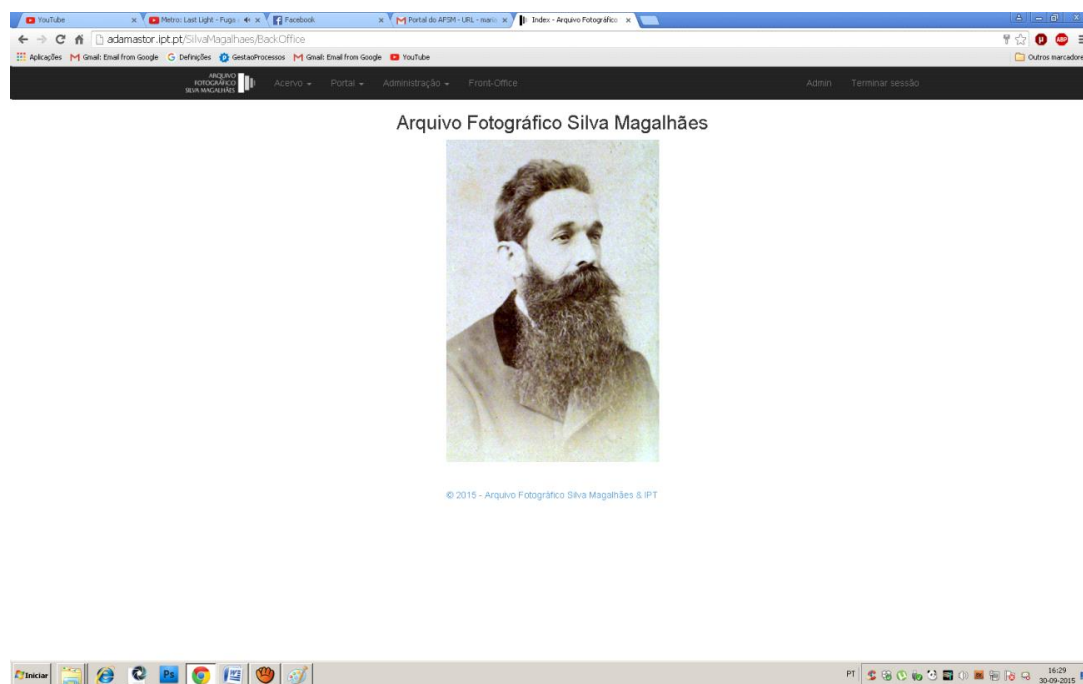 YouTube
Metro: Last Light - Fuga -
Facebook
Portal do AFSM - URL - maria
Index - Arquivo Fotográfico
adamastor.ipt.pt/SilvaMagalhaes/BackOffice
Aplicações Gmail: Email from Google Definições GestaoProcessos Gmail: Email from Google YouTube
Outros marcadores
ARQUIVO
FOTOGRÁFICO
SILVA MAGALHÃES
Acervo Portal Administração Front-Office Admin Terminar sessão
Arquivo Fotográfico Silva Magalhães
© 2015 - Arquivo Fotográfico Silva Magalhães & IPT
Iniciar
Ps
PT
16:29
30-09-2015